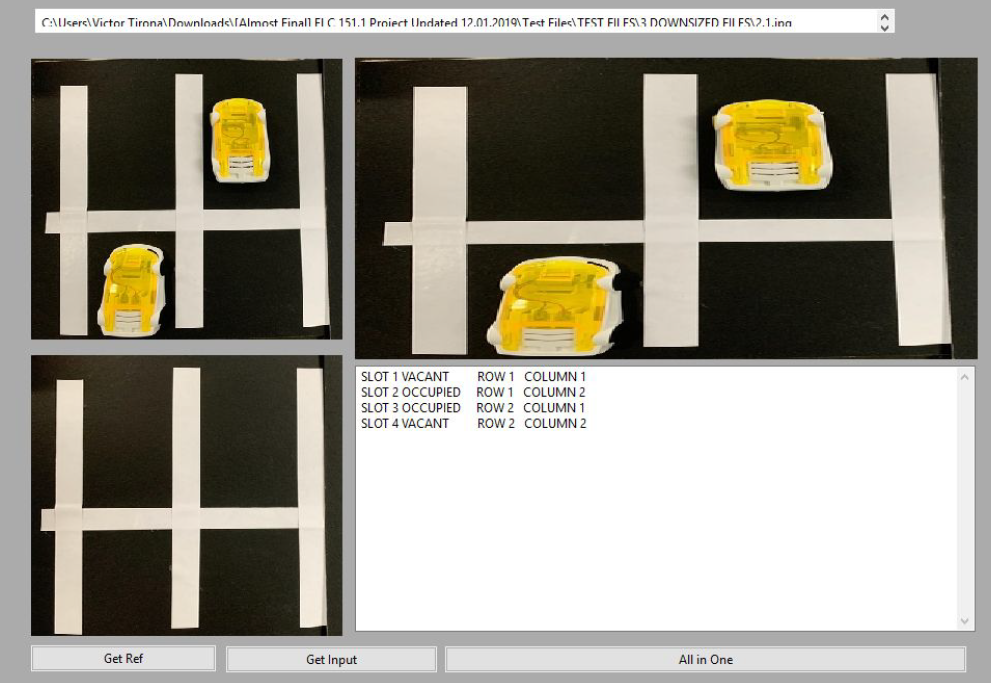 C:\Users\Victor Tirona\Downloads\[Almost Final] ELC 151.1 Project Updated 12.01.2019\Test Files\TEST FILES\3 DOWNSIZED FILES\2.1.jpg
SLOT 1 VACANT ROW 1 COLUMN 1
SLOT 2 OCCUPIED ROW 1 COLUMN 2
SLOT 3 OCCUPIED ROW 2 COLUMN 1
SLOT 4 VACANT ROW 2 COLUMN 2
Get Ref
Get Input
All in One